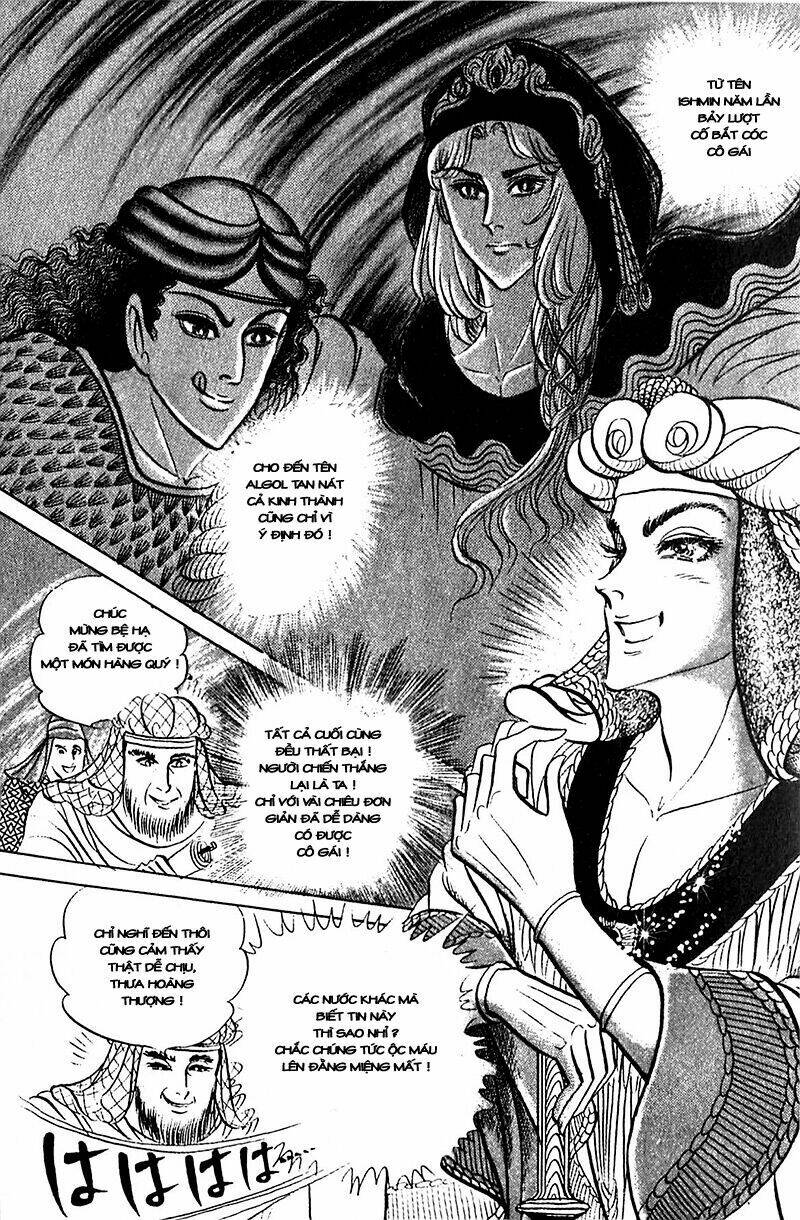 TỪ TÊN
ISHMIN NĂM LẦN
BẢY LƯỢT
CỐ BẮT CÓC
CÔ GÁI
CHO ĐẾN TÊN
ALGOL TAN NÁT
CẢ KINH THÀNH
CŨNG CHỈ VÌ
Ý ĐỊNH ĐÓ !
CHÚC
MỪNG BỆ HẠ
ĐÃ TÌM ĐƯỢC
MỘT MÓN HÀNG QUÝ !
TẤT CẢ CUỐI CÙNG
ĐỀU THẤT BẠI !
NGƯỜI CHIẾN THẮNG
LẠI LÀ TA !
CHỈ VỚI VÀI CHIÊU ĐƠN
GIẢN ĐÃ DỄ DÀNG
CÓ ĐƯỢC
CÔ GÁI !
CHỈ NGHĨ ĐẾN THÔI
CŨNG CẢM THẤY
THẬT DỄ CHỊU,
THƯA HOÀNG
THƯỢNG !
CÁC NƯỚC KHÁC MÀ
BIẾT TIN NÀY
THÌ SAO NHỈ ?
CHẮC CHÚNG TỨC ỘC MÁU
LÊN ĐẰNG MIỆNG MẤT !
はははは